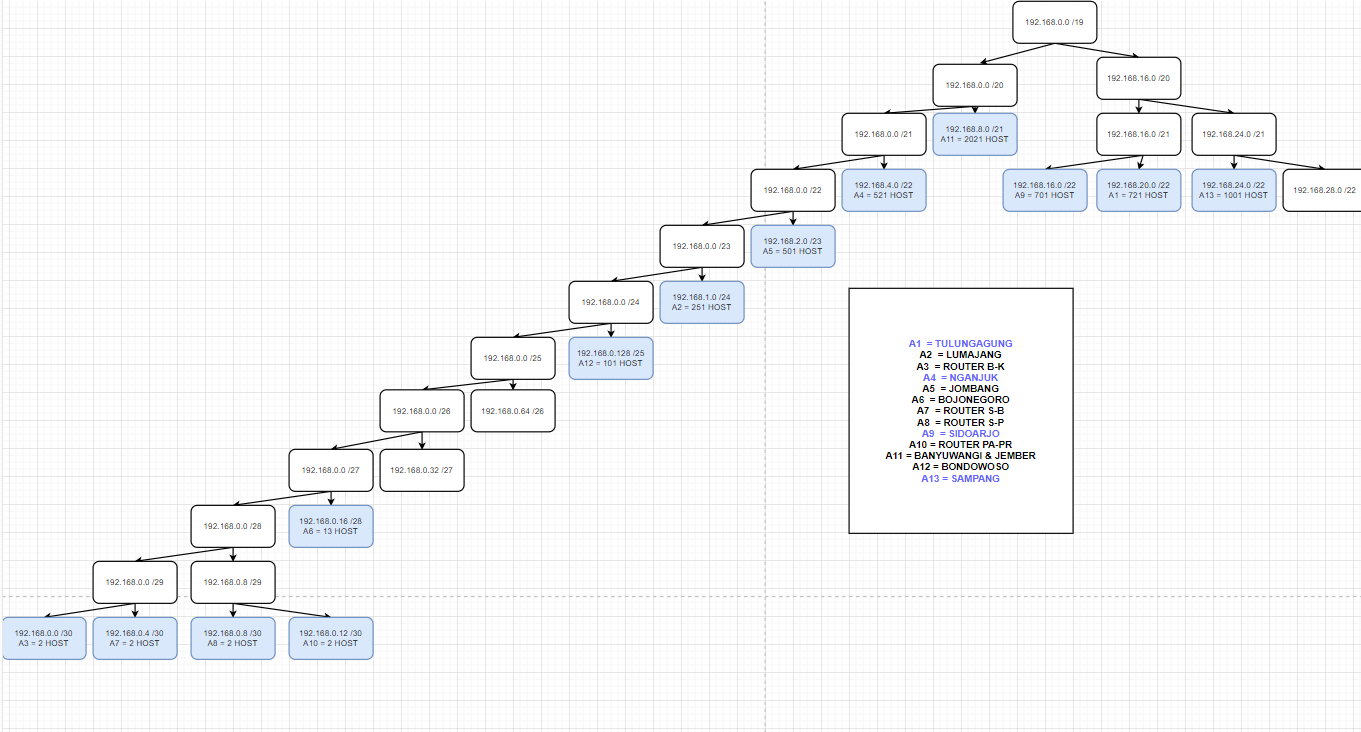 192.168.0.0 /19
192.168.0.0 /20
192.168.16.0 /20
192.168.0.0 /21
192.168.8.0 /21
A11 = 2021 HOST
192.168.16.0 /21
192.168.24.0 /21
192.168.0.0 /22
192.168.4.0 /22
A4 = 521 HOST
192.168.16.0 /22
A9 = 701 HOST
192.168.20.0 /22
A1 = 721 HOST
192.168.24.0 /22
A13 = 1001 HOST
192.168.28.0 /22
192.168.0.0 /23
192.168.2.0 /23
A5 = 501 HOST
192.168.0.0 /24
192.168.1.0 /24
A2 = 251 HOST
192.168.0.0 /25
192.168.0.128 /25
A12 = 101 HOST
192.168.0.0 /26
192.168.0.64 /26
192.168.0.0 /27
192.168.0.32 /27
192.168.0.0 /28
192.168.0.16 /28
A6 = 13 HOST
192.168.0.0 /29
192.168.0.8 /29
192.168.0.0 /30
A3 = 2 HOST
192.168.0.4 /30
A7 = 2 HOST
192.168.0.8 /30
A8 = 2 HOST
192.168.0.12 /30
A10 = 2 HOST
A1 = TULUNGAGUNG
A2 = LUMAJANG
A3 = ROUTER B-K
A4 = NGANJUK
A5 = JOMBANG
A6 = BOJONEGORO
A7 = ROUTER S-B
A8 = ROUTER S-P
A9 = SIDOARJO
A10 = ROUTER PA-PR
A11 = BANYUWANGI & JEMBER
A12 = BONDOWOSO
A13 = SAMPANG